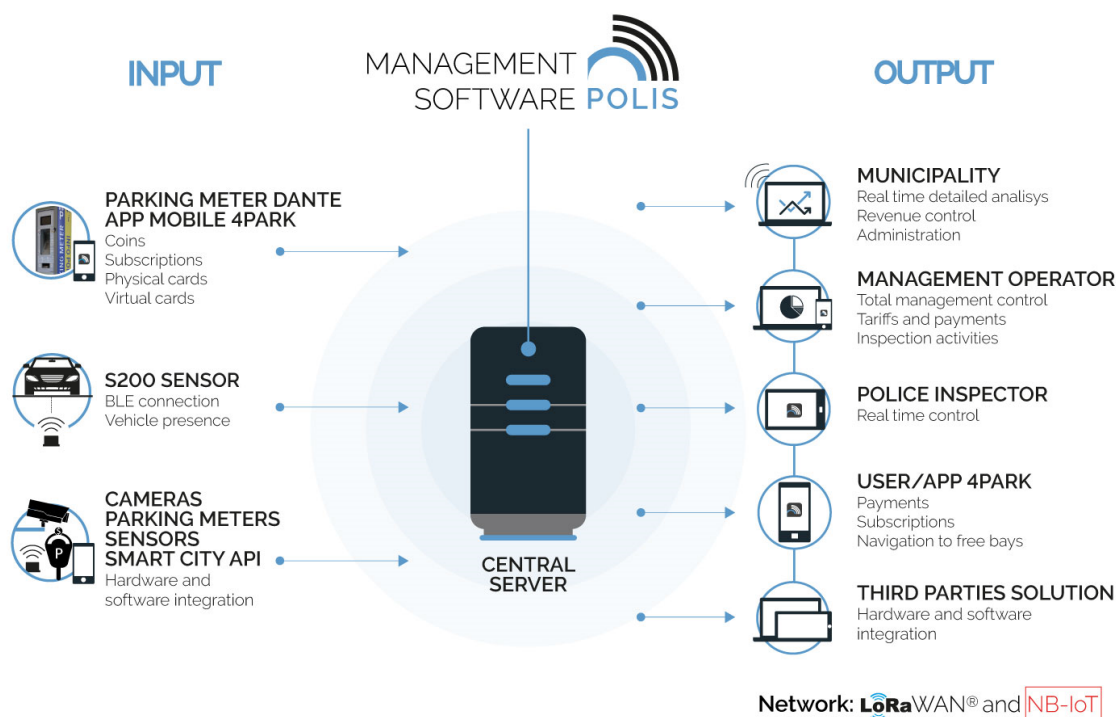 INPUT
MANAGEMENT
SOFTWARE POLIS
OUTPUT
PARKING METER DANTE
APP MOBILE 4PARK
Coins
Subscriptions
Physical cards
Virtual cards
S200 SENSOR
BLE connection
Vehicle presence
CAMERAS
PARKING METERS
SENSORS
SMART CITY API
Hardware and
software integration
P
CENTRAL
SERVER
MUNICIPALITY
Real time detailed analisys
Revenue control
Administration
MANAGEMENT OPERATOR
Total management control
Tariffs and payments
Inspection activities
POLICE INSPECTOR
Real time control
USER/APP 4PARK
Payments
Subscriptions
Navigation to free bays
THIRD PARTIES SOLUTION
Hardware and software
integration
Network: LoRaWAN® and NB-IoT